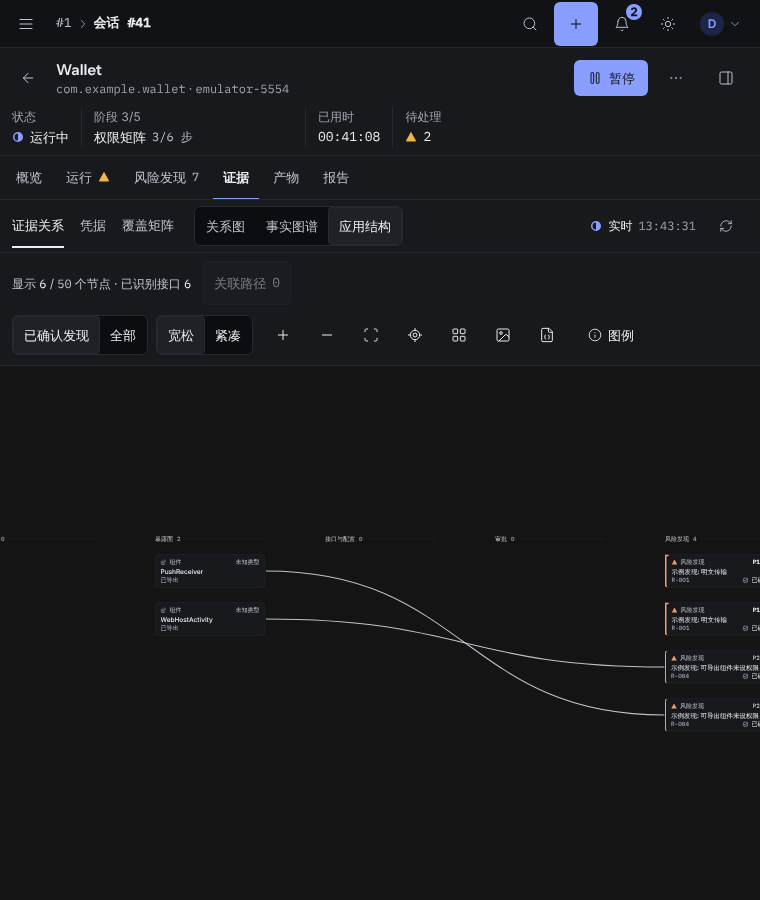 #1 会话 #41 2 D
Wallet
com.example.wallet · emulator-5554
暂停
状态 阶段 3/5 已用时 待处理
运行中 权限矩阵 3/6 步 00:41:08 2
概览 运行 风险发现 7 证据 产物 报告
证据关系 凭据 覆盖矩阵 关系图 事实图谱 应用结构 实时 13:43:31
显示 6 / 50 个节点 · 已识别接口 6 关联路径 0
已确认发现 全部 宽松 紧凑 图例
0 暴露面 2 接口与配置 0 审批 0 风险发现 4
组件 未知类型
PushReceiver
已导出
组件 未知类型
WebHostActivity
已导出
风险发现 P1
示例发现: 明文传输
R-001
风险发现 P1
示例发现: 明文传输
R-001
风险发现 P2
示例发现: 可导出组件未设权限
R-004
风险发现 P2
示例发现: 可导出组件未设权限
R-004